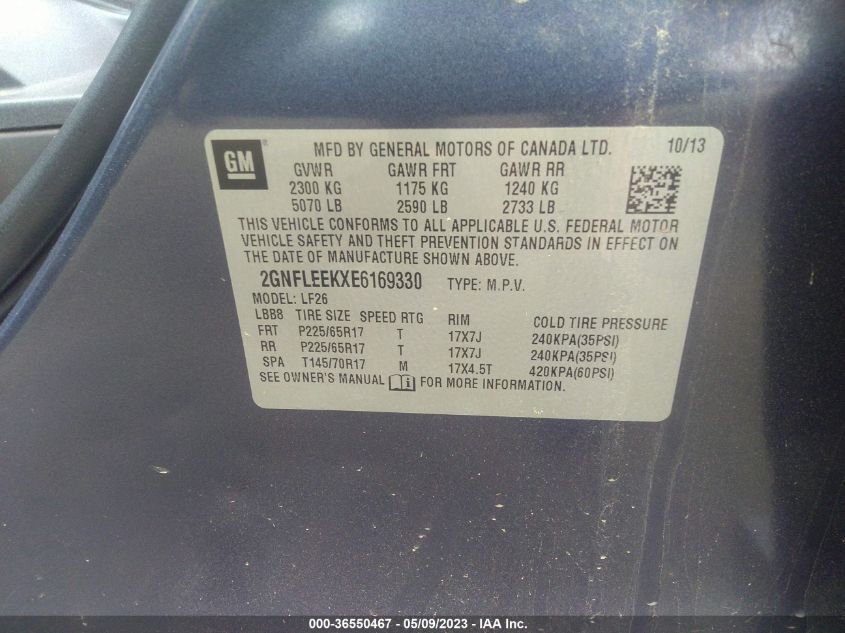 GM
MFD BY GENERAL MOTORS OF CANADA LTD. 10/13
GVWR GAWR FRT GAWR RR
2300 KG 1175 KG 1240 KG
5070 LB 2590 LB 2733 LB
THIS VEHICLE CONFORMS TO ALL APPLICABLE U.S. FEDERAL MOTOR
VEHICLE SAFETY AND THEFT PREVENTION STANDARDS IN EFFECT ON
THE DATE OF MANUFACTURE SHOWN ABOVE.
2GNFLEEKXE6169330 TYPE: M.P.V.
MODEL: LF26
LBB8 TIRE SIZE SPEED RTG RIM COLD TIRE PRESSURE
FRT P225/65R17 T 17X7J 240KPA(35PSI)
RR P225/65R17 T 17X7J 240KPA(35PSI)
SPA T145/70R17 M 17X4.5T 420KPA(60PSI)
SEE OWNER'S MANUAL FOR MORE INFORMATION.
000-36550467 - 05/09/2023 - IAA Inc.